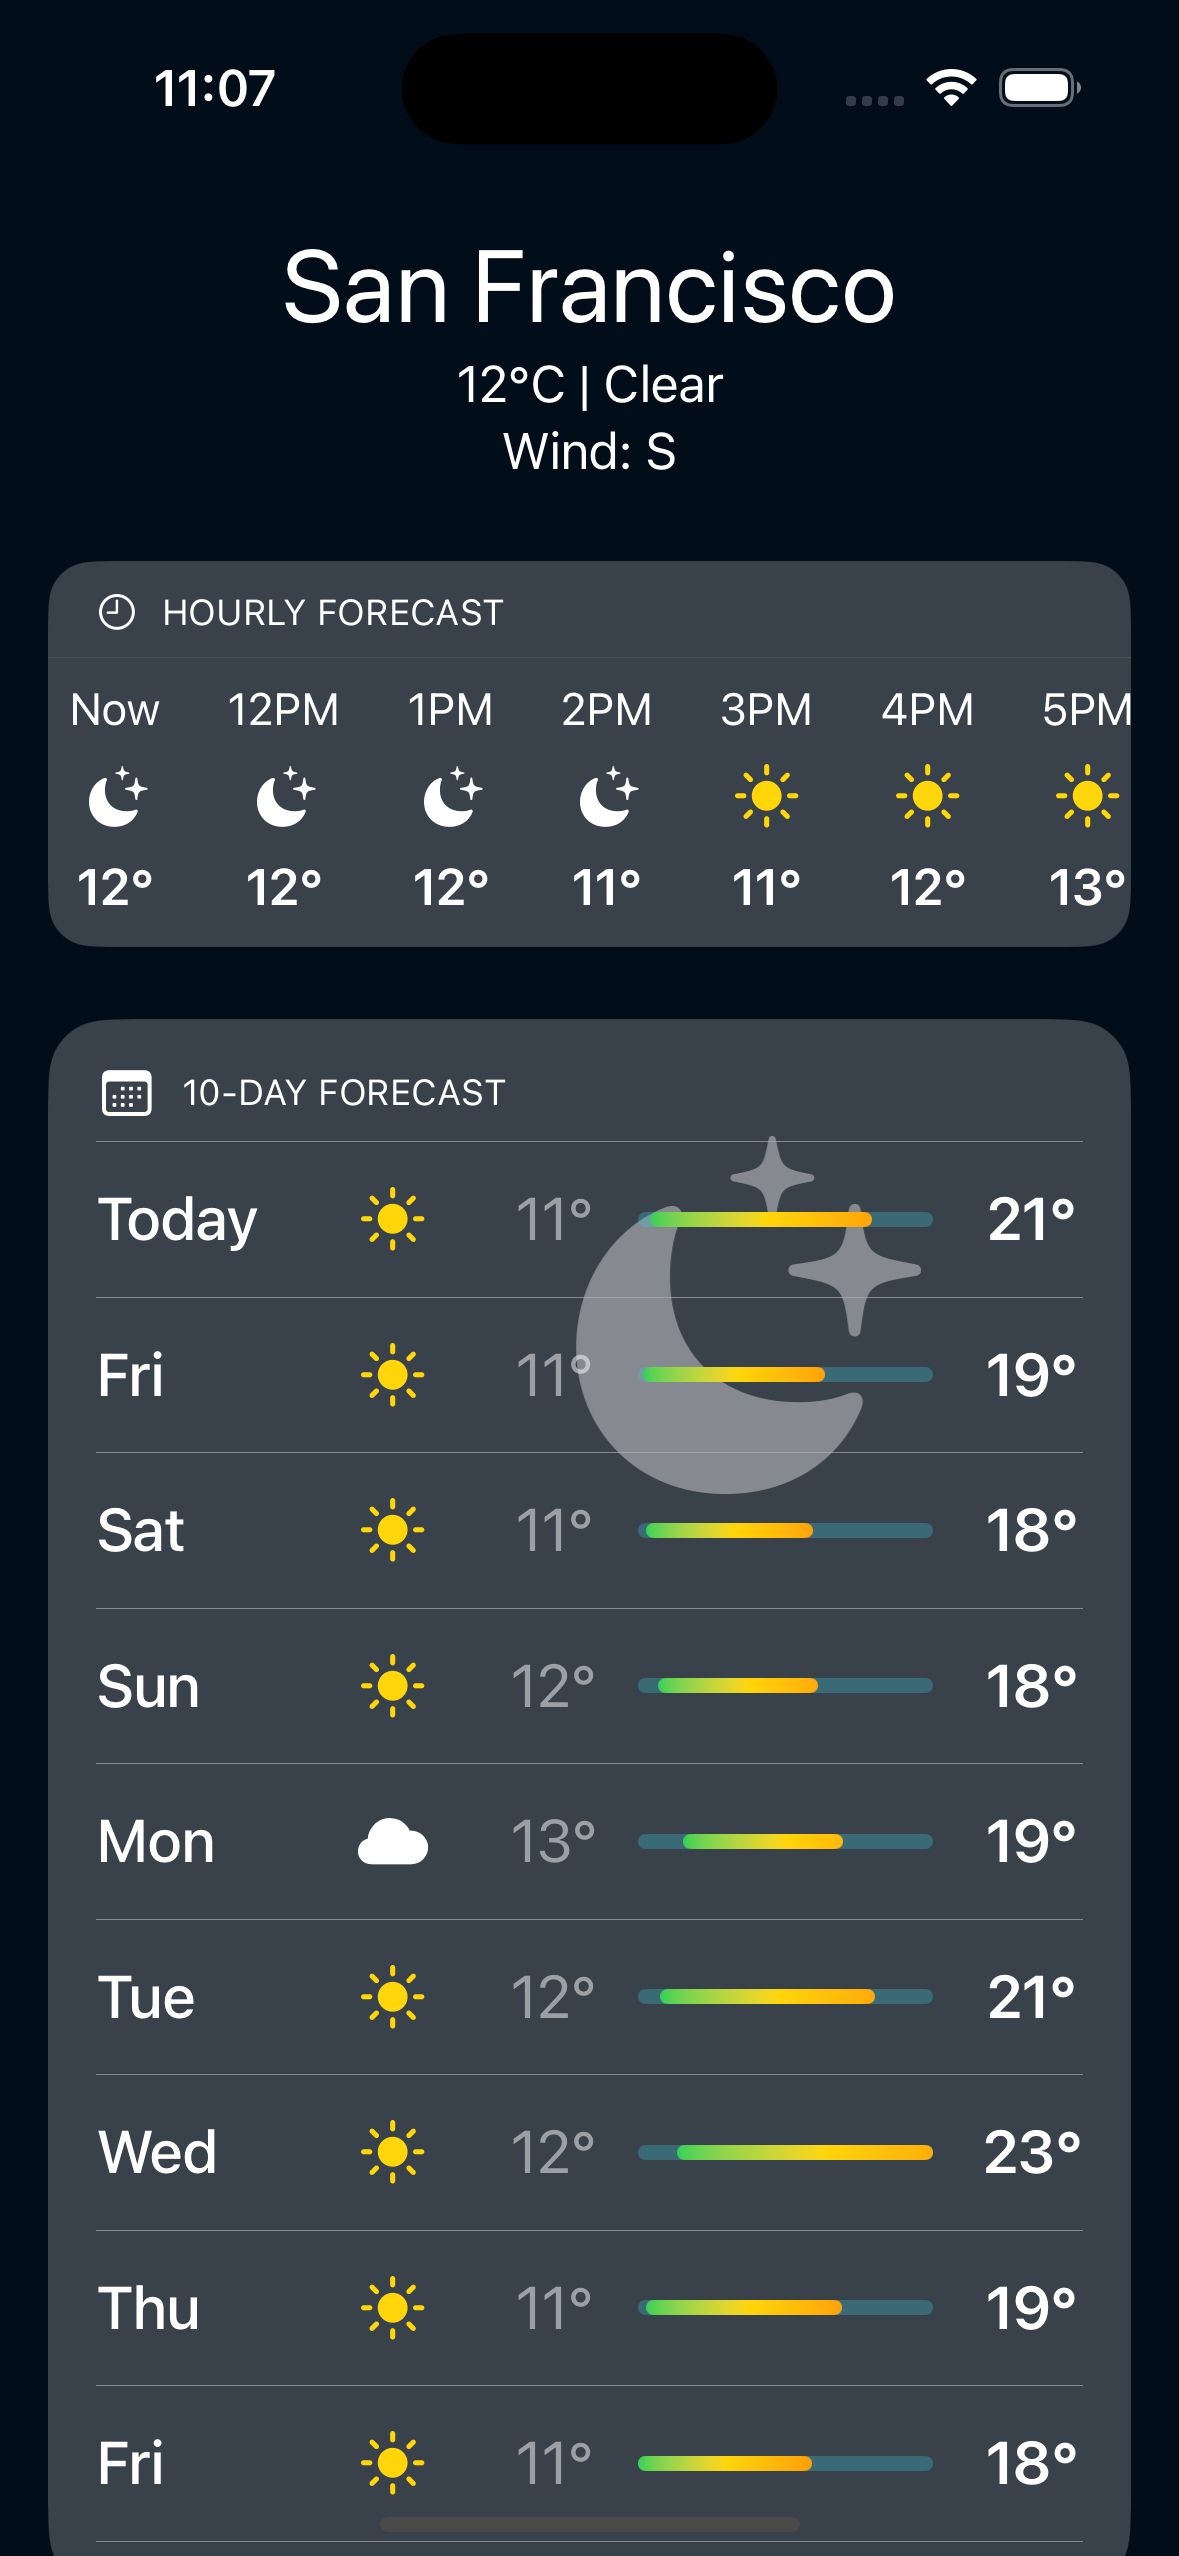 11:07
San Francisco
12°C | Clear
Wind: S
HOURLY FORECAST
Now 12PM 1PM 2PM 3PM 4PM 5PM
12° 12° 12° 11° 11° 12° 13°
10-DAY FORECAST
Today 11° 21°
Fri 11° 19°
Sat 11° 18°
Sun 12° 18°
Mon 13° 19°
Tue 12° 21°
Wed 12° 23°
Thu 11° 19°
Fri 11° 18°